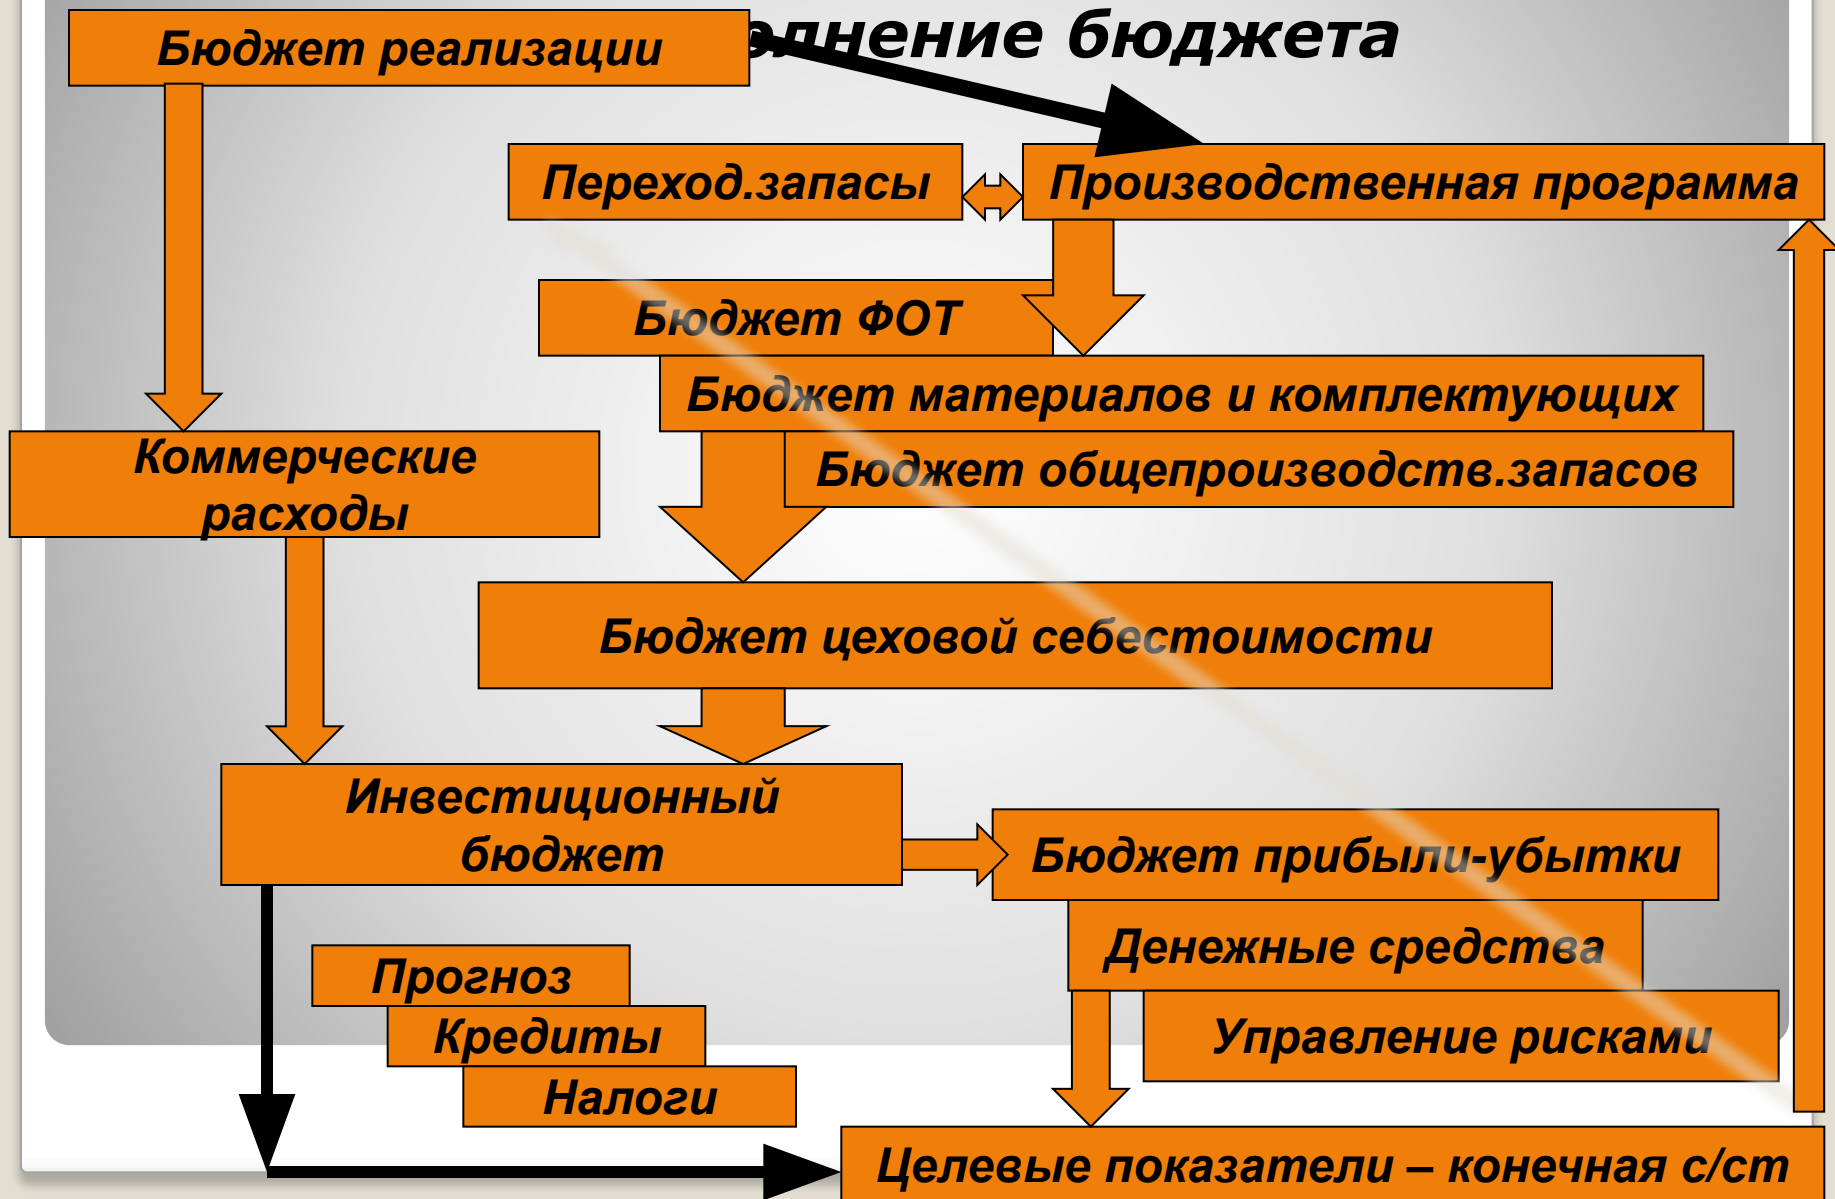 бюджета
Бюджет реализации
Переход.запасы
Производственная программа
Бюджет ФОТ
Бюджет материалов и комплектующих
Бюджет общепроизводств.запасов
Коммерческие
расходы
Бюджет цеховой себестоимости
Инвестиционный
бюджет
Бюджет прибыли-убытки
Денежные средства
Прогноз
Кредиты
Управление рисками
Налоги
Целевые показатели – конечная с/ст